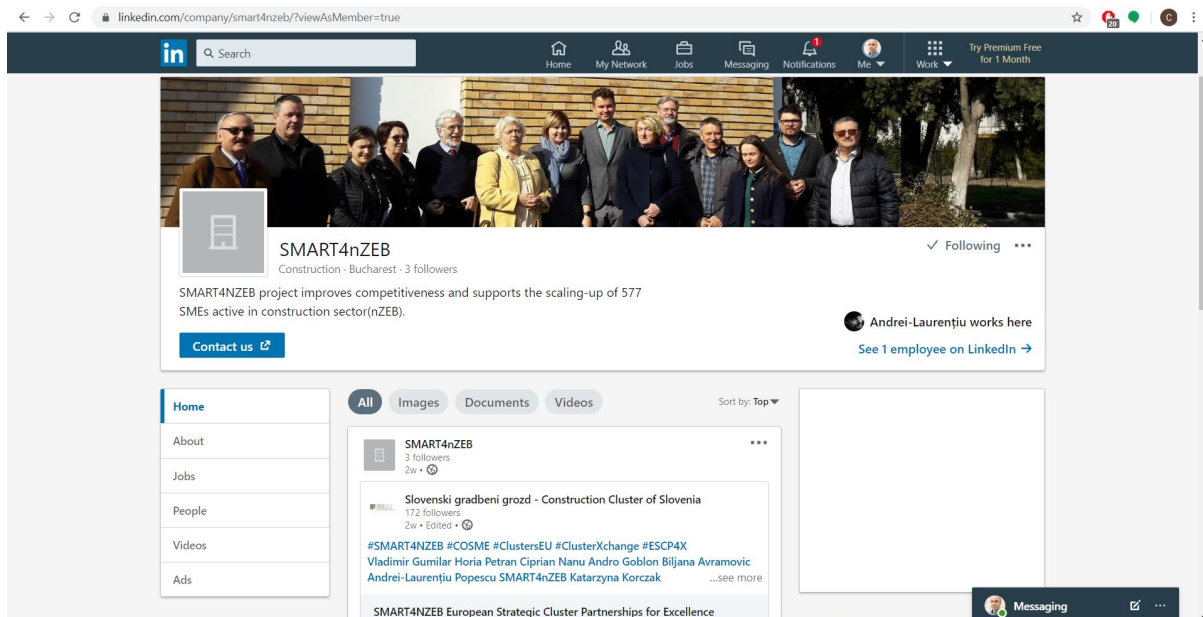 linkedin.com/company/smart4nzeb/?viewAsMember=true
20
C
in
Search
Home
My Network
Jobs
Messaging
1
Notifications
Me
Work
Try Premium Free
for 1 Month
SMART4nZEB
Construction · Bucharest · 3 followers
Following
SMART4NZEB project improves competitiveness and supports the scaling-up of 577
SMEs active in construction sector(nZEB).
Andrei-Laurențiu works here
Contact us
See 1 employee on LinkedIn →
Home
About
Jobs
People
Videos
Ads
All
Images
Documents
Videos
Sort by: Top
SMART4nZEB
3 followers
2w •
Slovenski gradbeni grozd - Construction Cluster of Slovenia
172 followers
2w • Edited •
#SMART4NZEB #COSME #ClustersEU #ClusterXchange #ESCP4X
Vladimir Gumilar Horia Petran Ciprian Nanu Andro Goblon Biljana Avramovic
Andrei-Laurențiu Popescu SMART4nZEB Katarzyna Korczak ...see more
SMART4NZEB European Strategic Cluster Partnerships for Excellence
Messaging